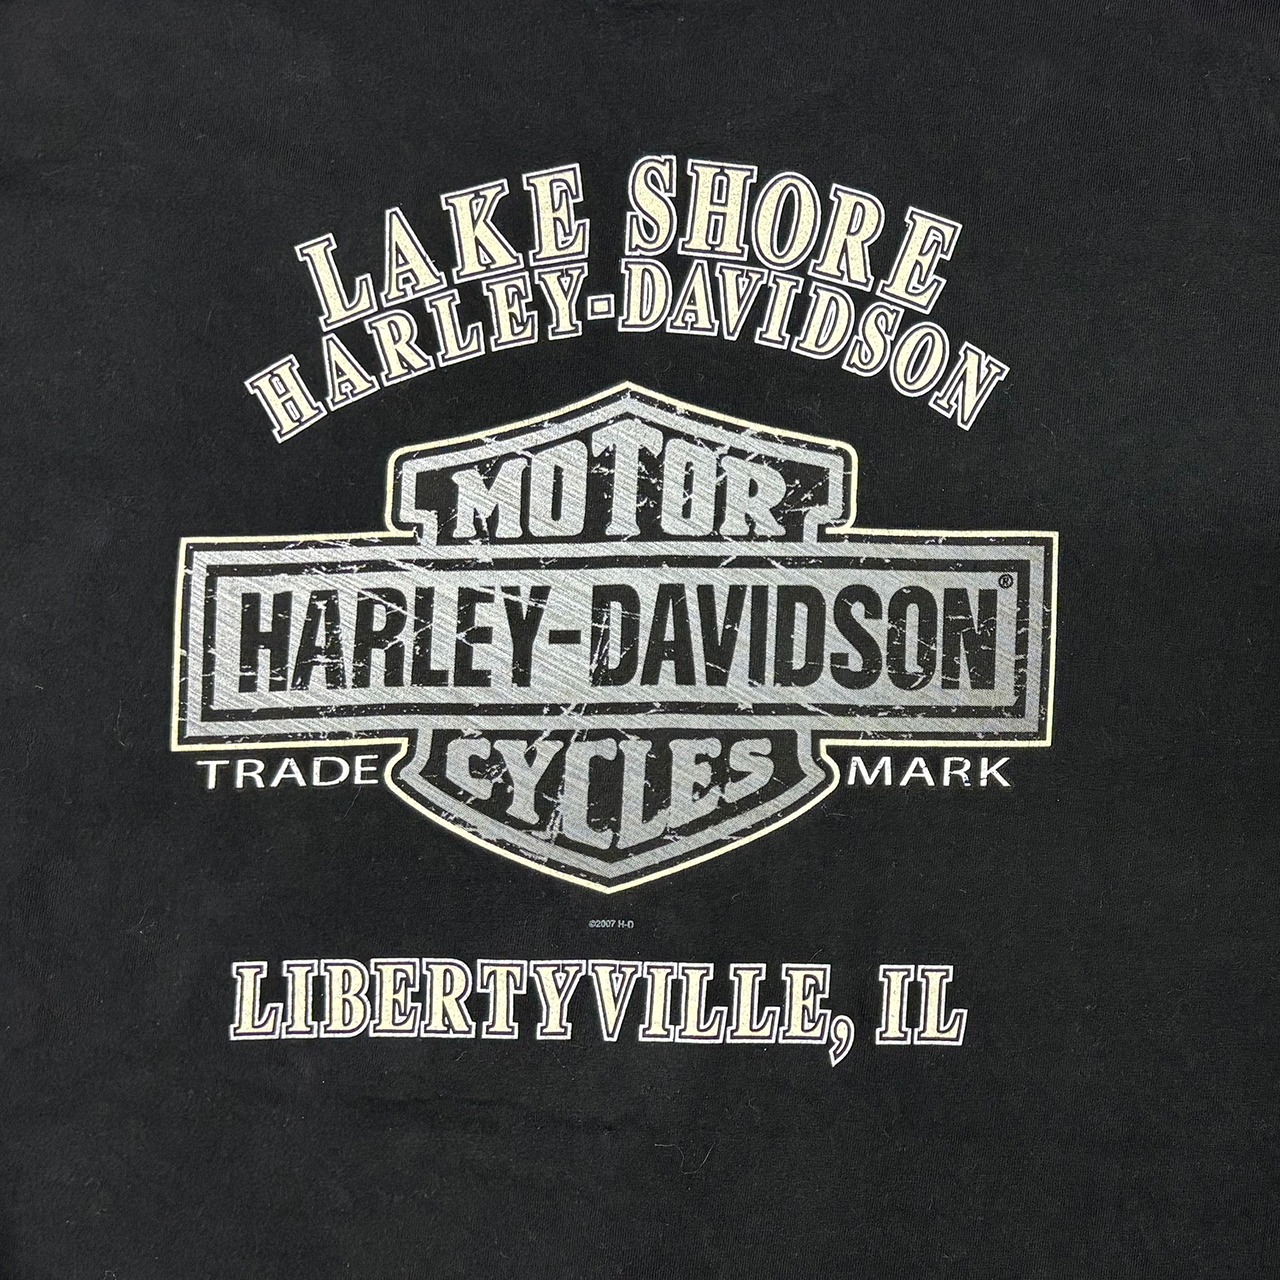 LAKE SHORE
HARLEY-DAVIDSON
MOTOR
HARLEY-DAVIDSON®
CYCLES
TRADE MARK
©2007 H-D
LIBERTYVILLE, IL